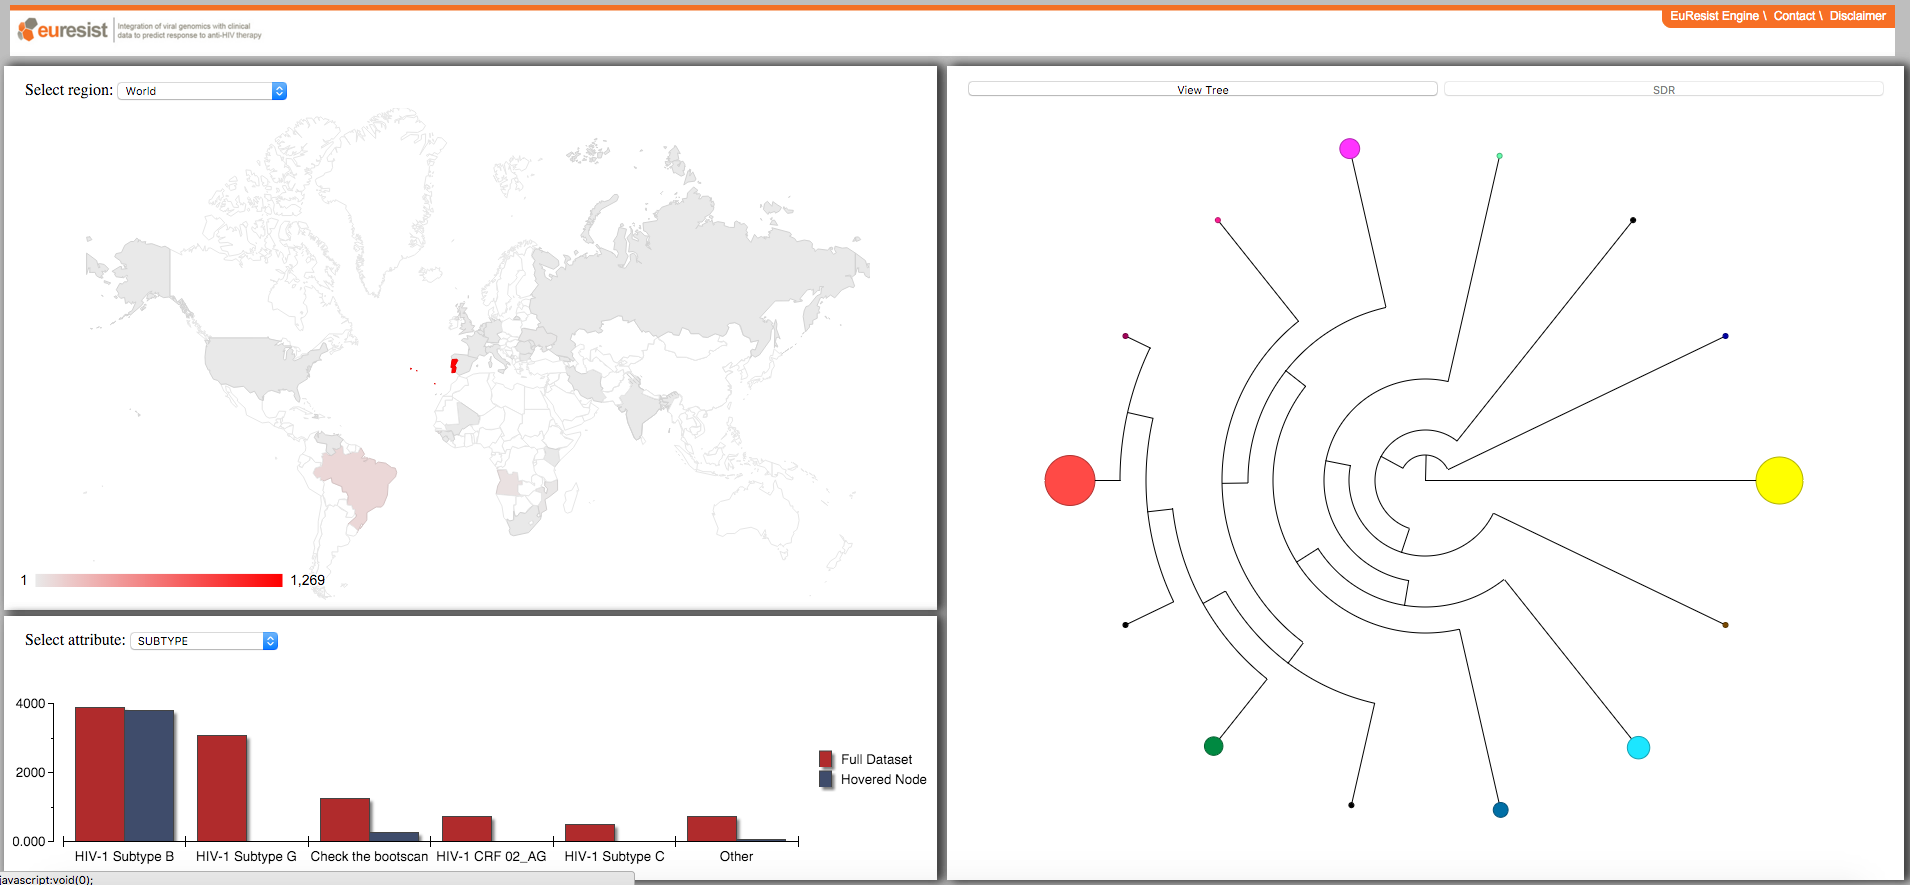 euresist
Integration of viral genomics with clinical
data to predict response to anti-HIV therapy
EuResist Engine \ Contact \ Disclaimer
Select region: World
1
1,269
Select attribute: SUBTYPE
4000
2000
0.000
HIV-1 Subtype B
HIV-1 Subtype G
Check the bootscan
HIV-1 CRF 02_AG
HIV-1 Subtype C
Other
Full Dataset
Hovered Node
javascript:void(0);
View Tree
SDR